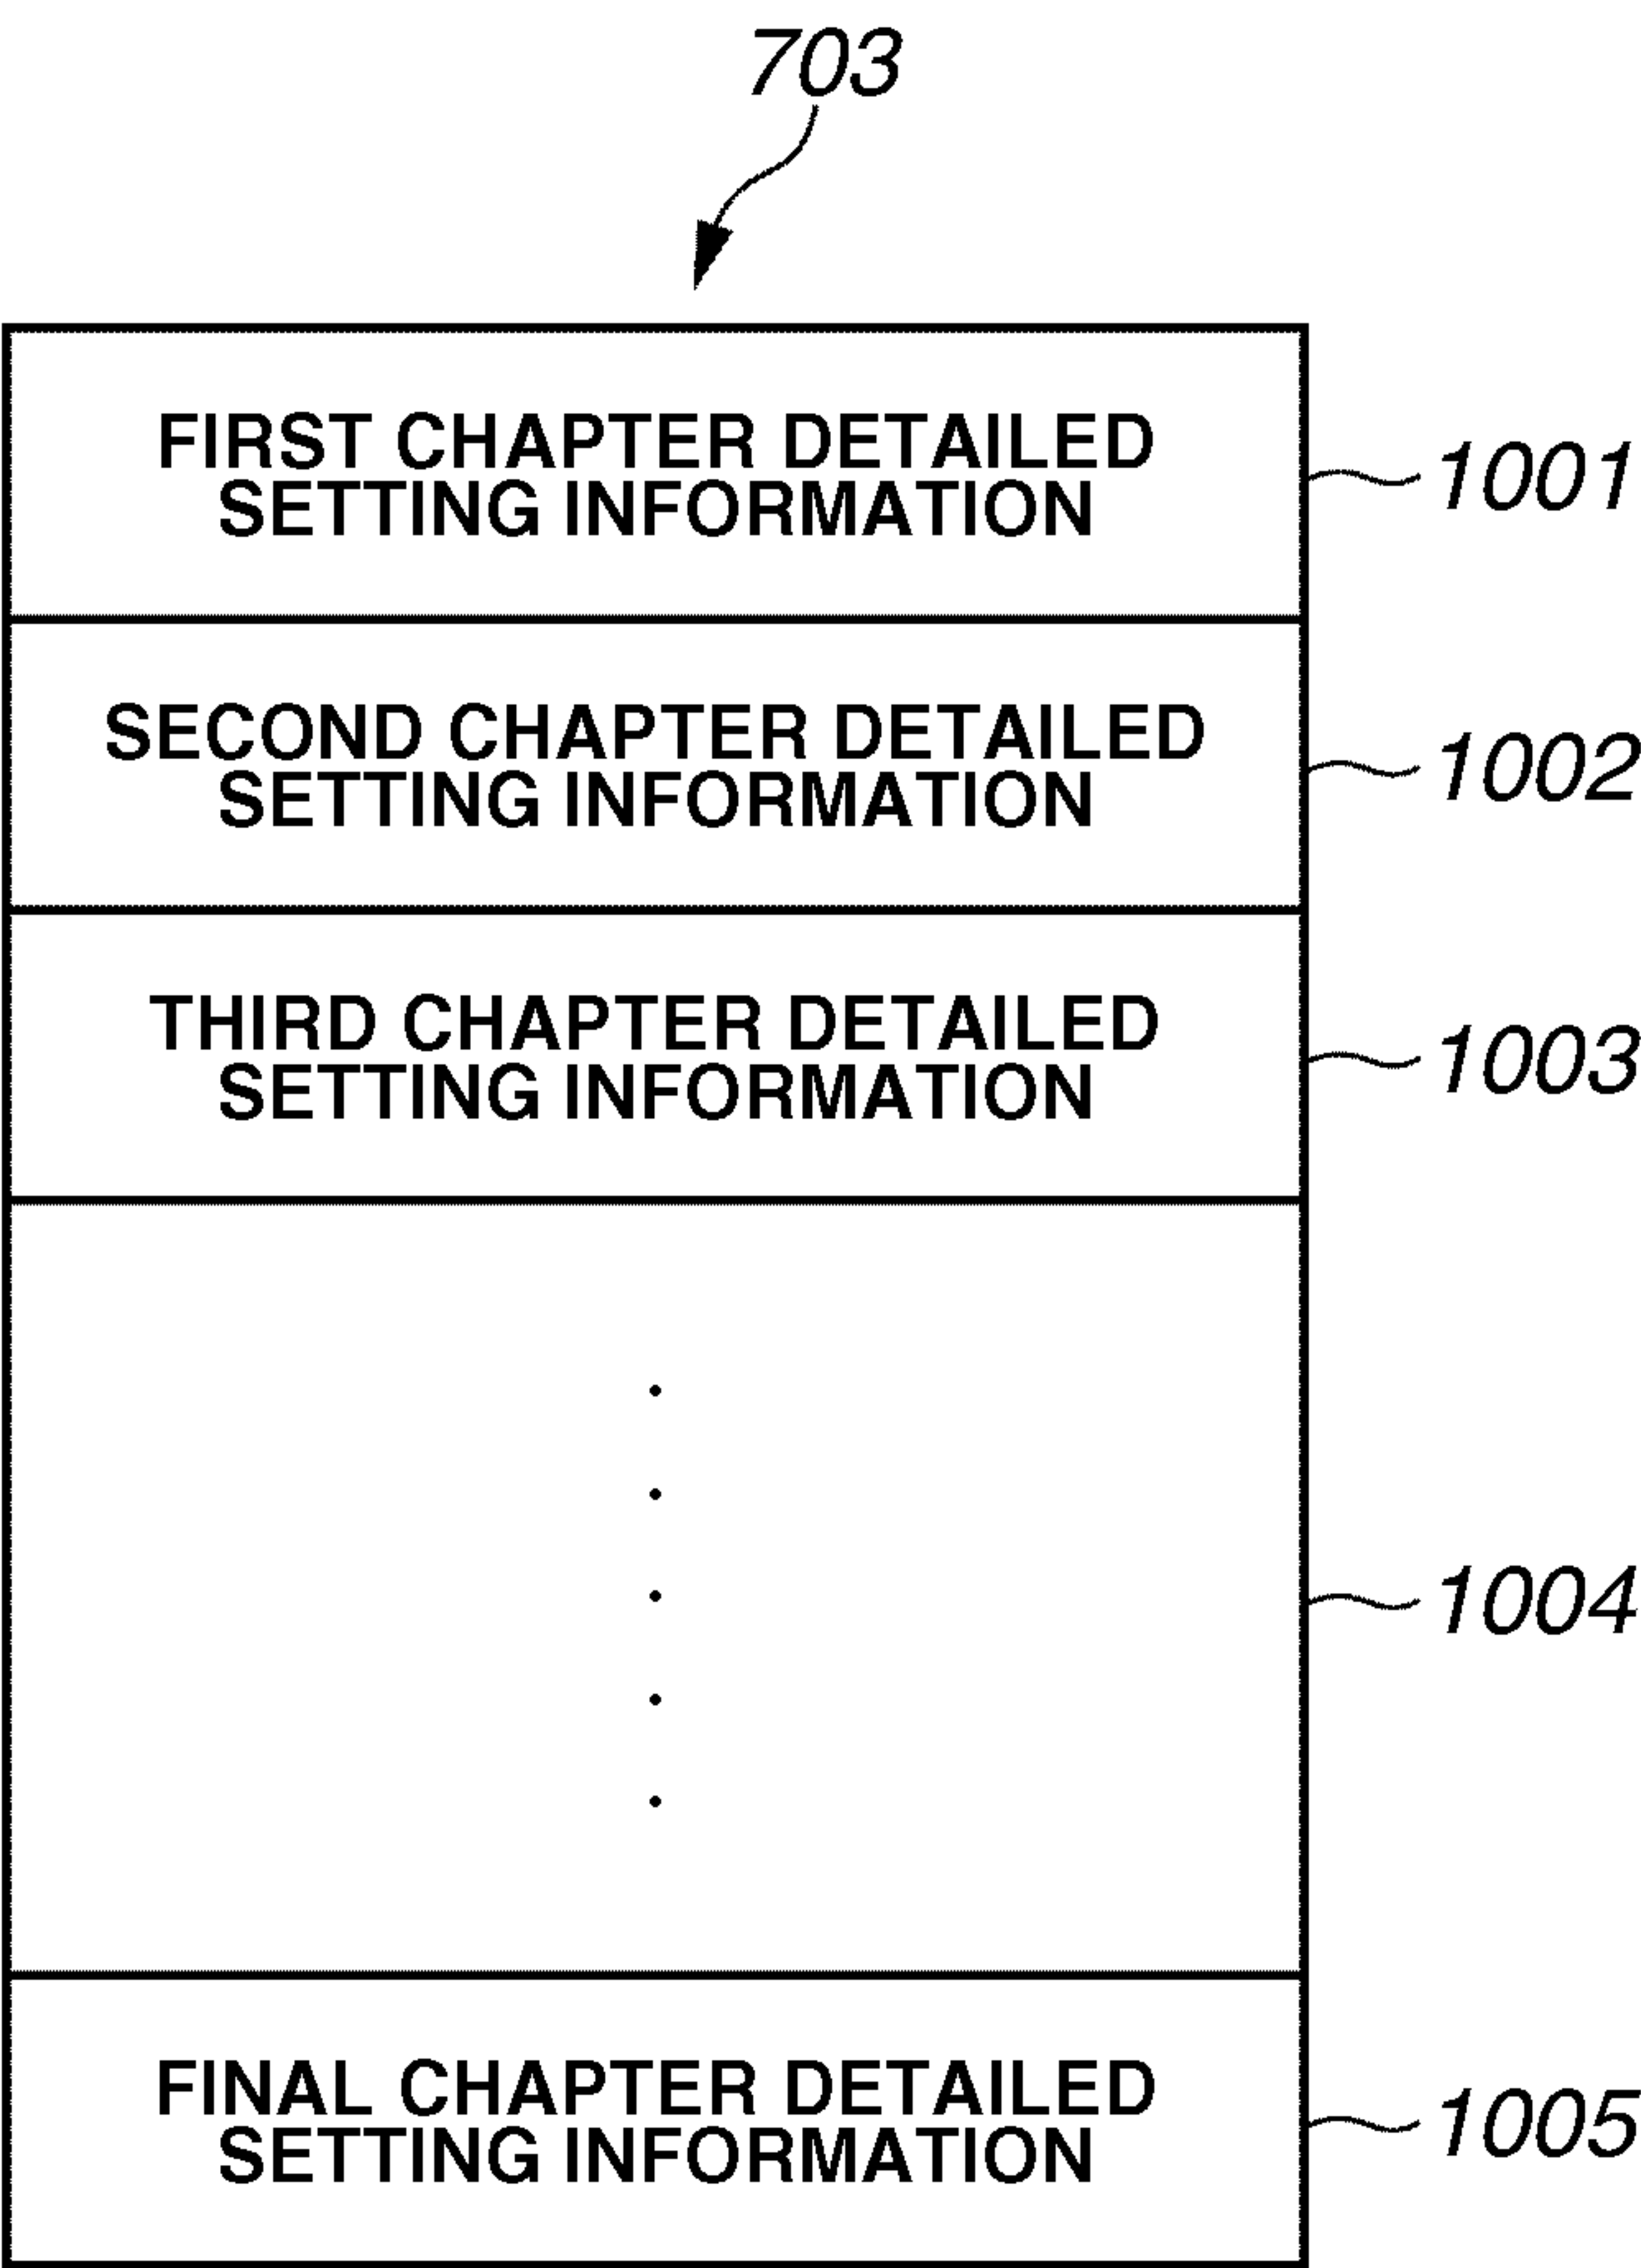 703
FIRST CHAPTER DETAILED
SETTING INFORMATION
1001
SECOND CHAPTER DETAILED
SETTING INFORMATION
1002
THIRD CHAPTER DETAILED
SETTING INFORMATION
1003
1004
FINAL CHAPTER DETAILED
SETTING INFORMATION
1005